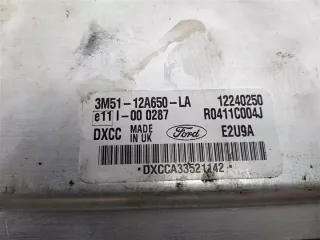 3M51-12A650-LA 12240250
e11 I-00 0287 R0411C004J
DXCC MADE IN UK Ford E2U9A
*DXCCA33521142*